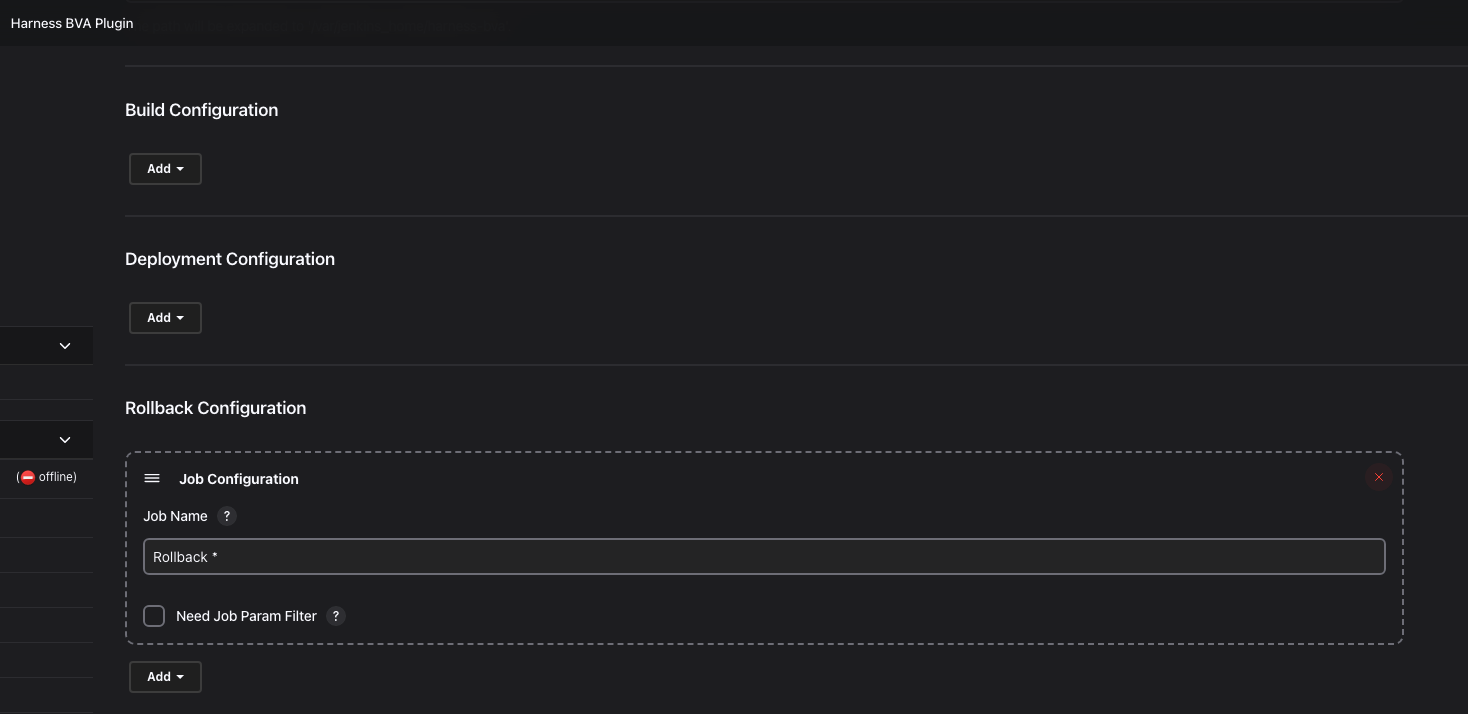 Harness BVA Plugin
Build Configuration
Add
Deployment Configuration
Add
Rollback Configuration
(offline)
Job Configuration
Job Name ?
Rollback *
Need Job Param Filter ?
Add